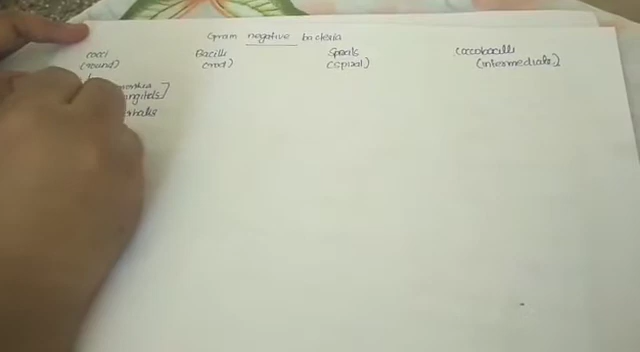 Gram negative bacteria
cocci Bacilli Spirals Coccobacilli
(round) (rod) (spiral) (intermediate)